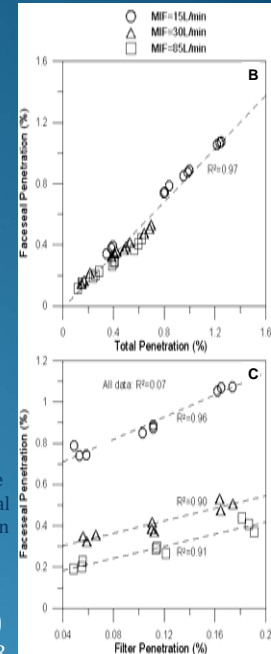 MIF=15L/min
MIF=30L/min
MIF=85L/min
B
Faceseal Penetration (%)
1.6
1.2
0.8
0.4
0
R²=0.97
0
0.4
0.8
1.2
1.6
Total Penetration (%)
C
Faceseal Penetration (%)
1.2
1
0.8
0.6
0.4
0.2
0
All data: R²=0.07
R²=0.96
R²=0.90
R²=0.91
0.04
0.08
0.12
0.16
0.2
Filter Penetration (%)